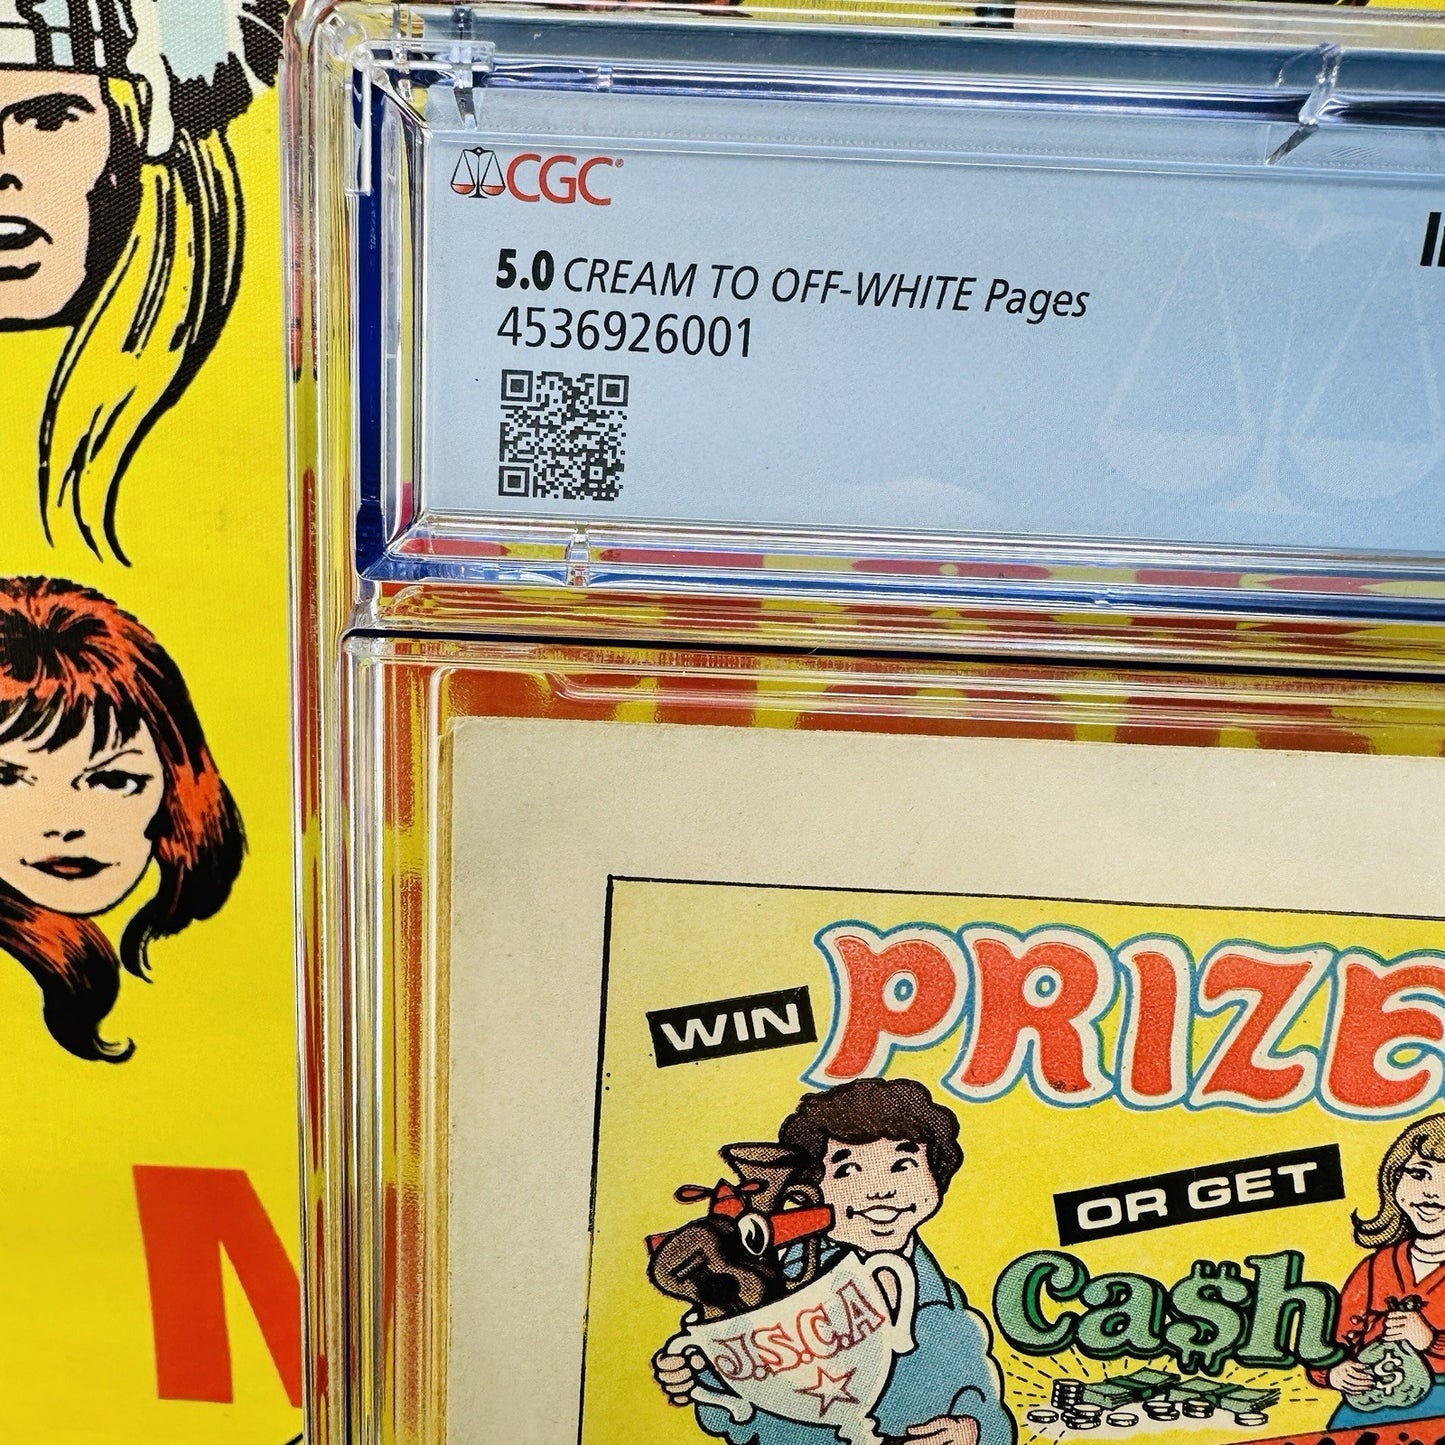 CGC
5.0 CREAM TO OFF-WHITE Pages
4536926001
WIN PRIZE
OR GET
Ca$h
J.S.C.A
$